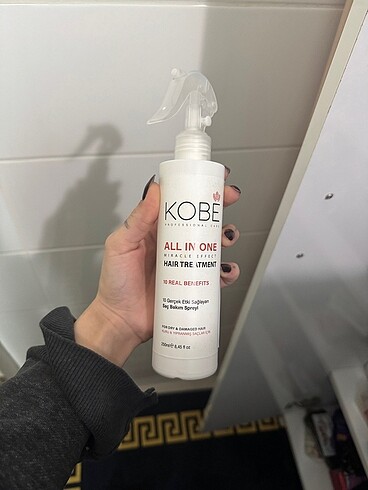 KOBE
PROFESSIONAL CARE
ALL IN ONE
MIRACLE EFFECT
HAIR TREATMENT
10 REAL BENEFITS
10 Gerçek Etki Sağlayan
Saç Bakım Spreyi
FOR DRY & DAMAGED HAIR
KURU & YIPRANMIŞ SAÇLAR İÇİN
250ml℮ 8,45 fl oz